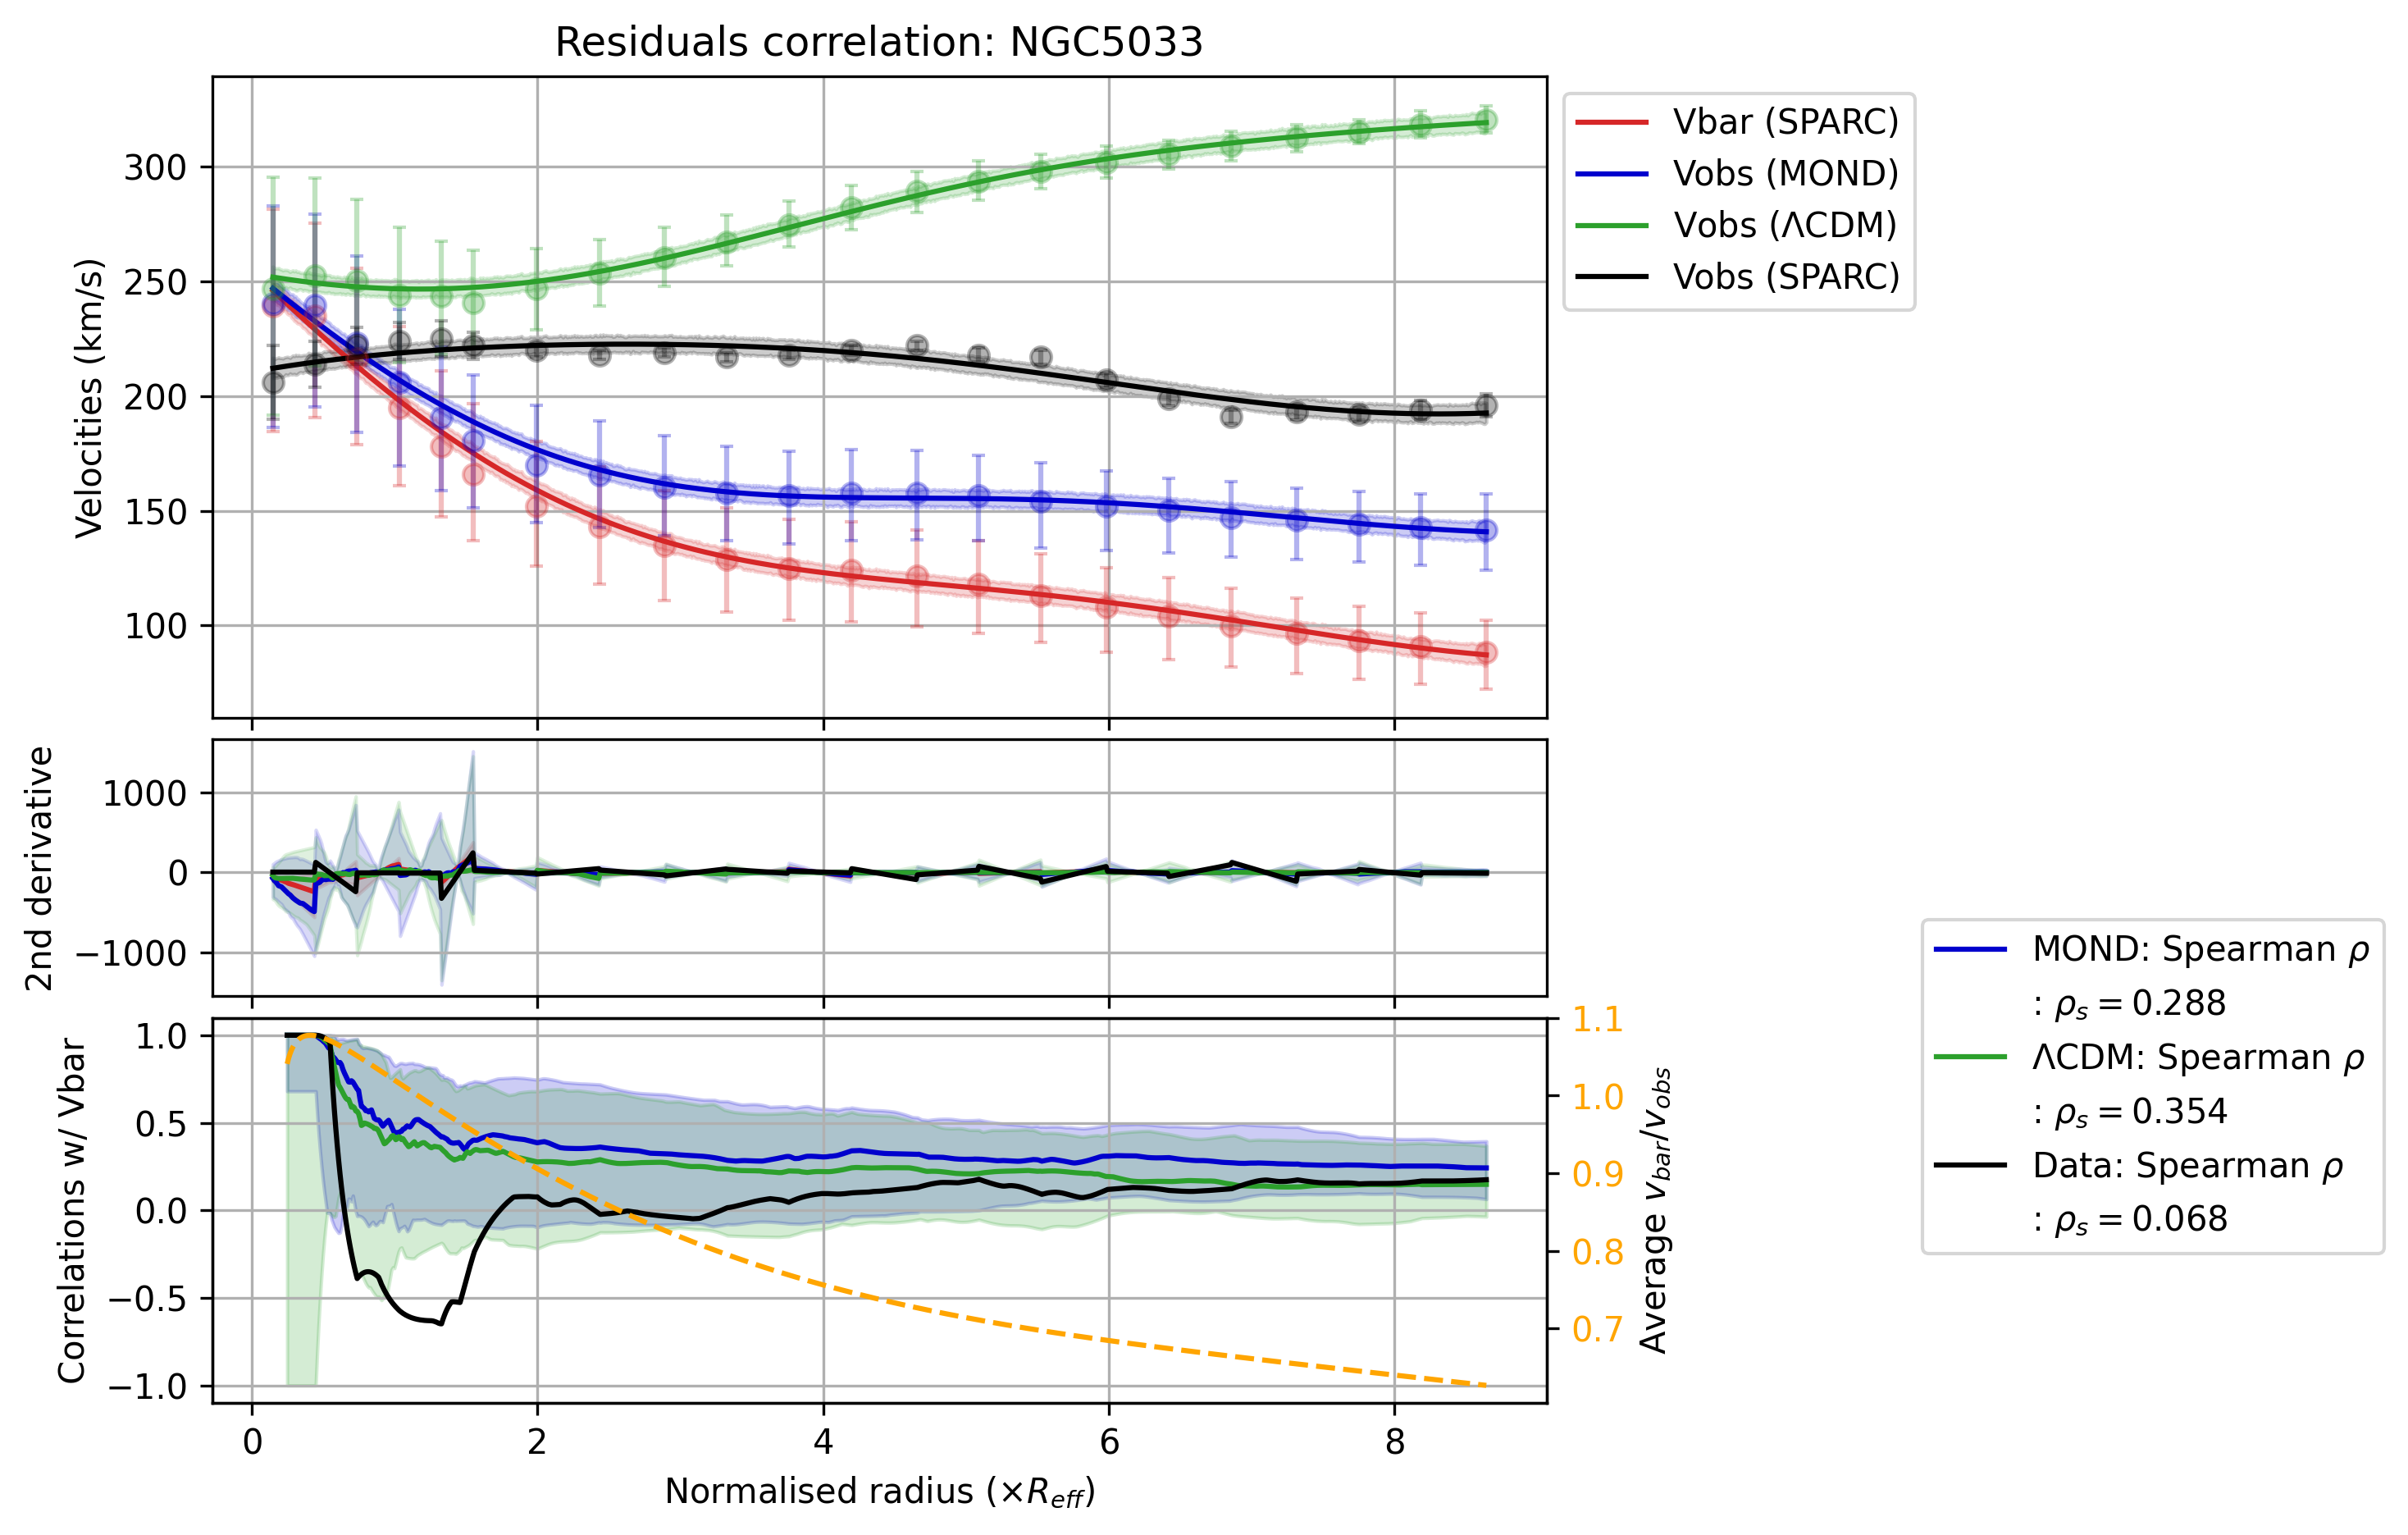 Residuals correlation: NGC5033
Velocities (km/s)
300
250
200
150
100
Vbar (SPARC)
Vobs (MOND)
Vobs (ΛCDM)
Vobs (SPARC)
2nd derivative
1000
0
−1000
Correlations w/ Vbar
1.0
0.5
0.0
−0.5
−1.0
1.1
1.0
0.9
0.8
0.7
Average v_bar/v_obs
MOND: Spearman ρ
: ρ_s = 0.288
ΛCDM: Spearman ρ
: ρ_s = 0.354
Data: Spearman ρ
: ρ_s = 0.068
0 2 4 6 8
Normalised radius (×R_eff)